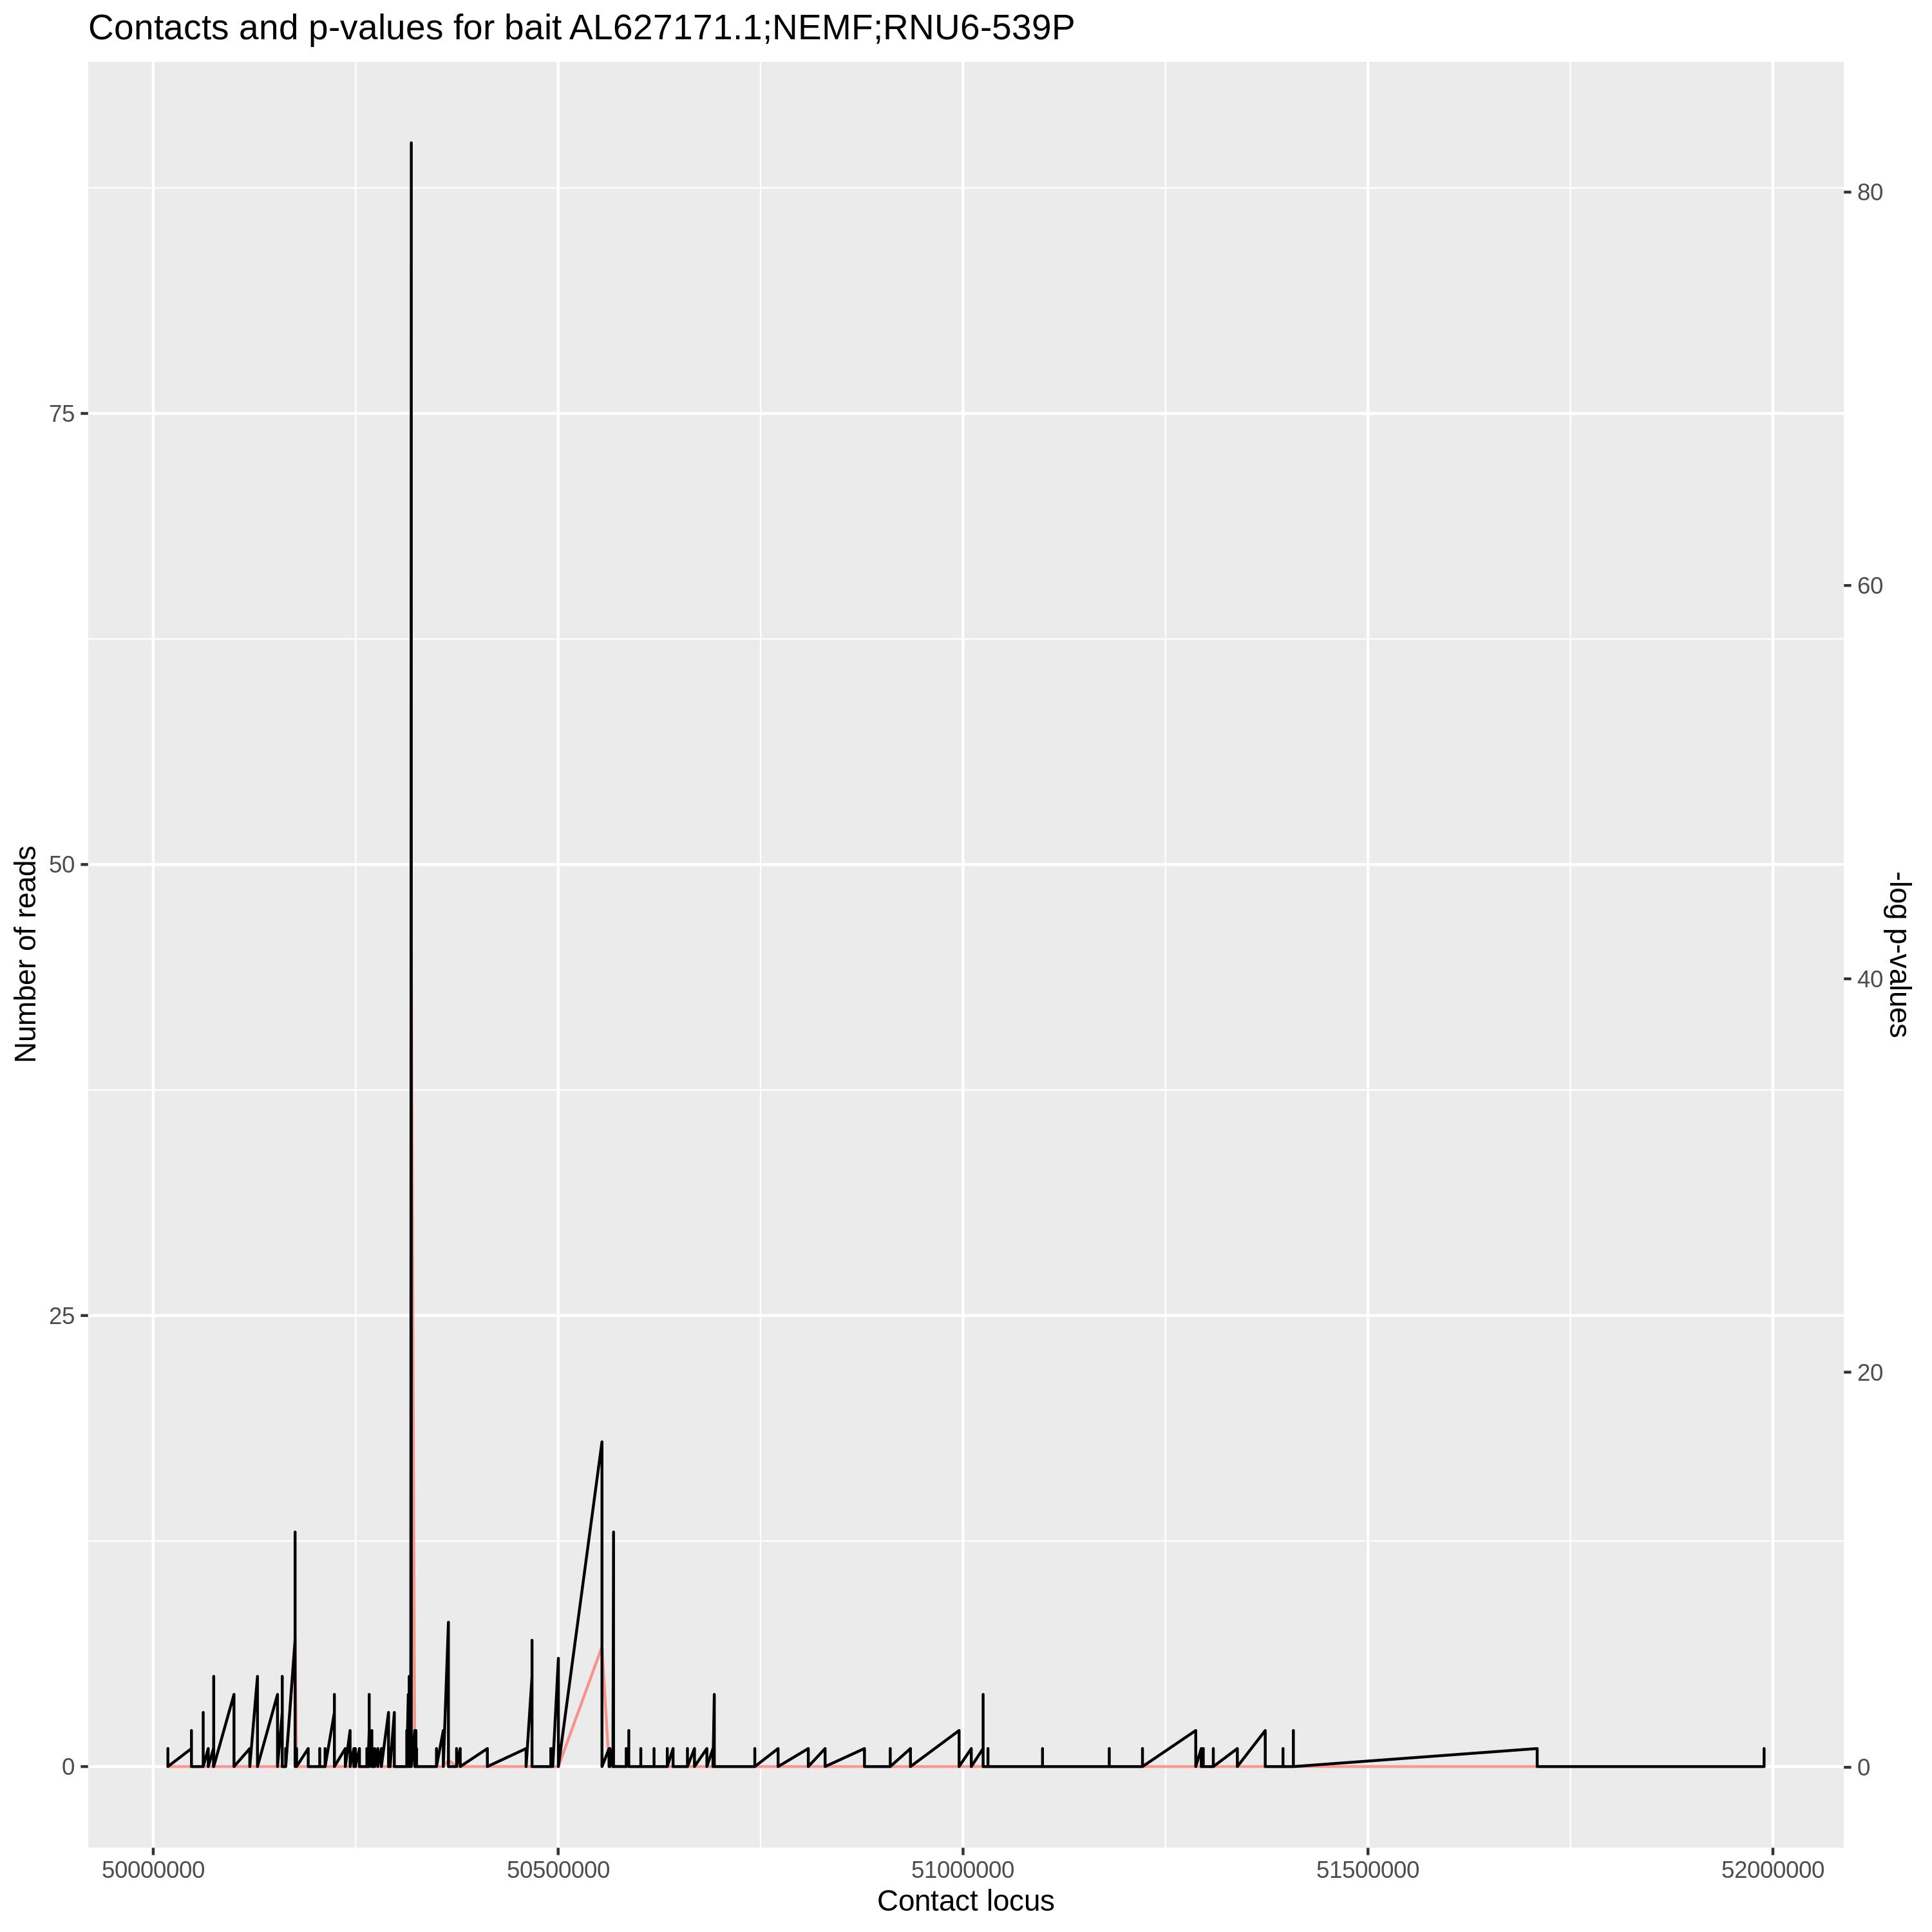 Contacts and p-values for bait AL627171.1;NEMF;RNU6-539P
80
75
60
50
40
25
20
0
0
Number of reads
-log p-values
50000000 50500000 51000000 51500000 52000000
Contact locus